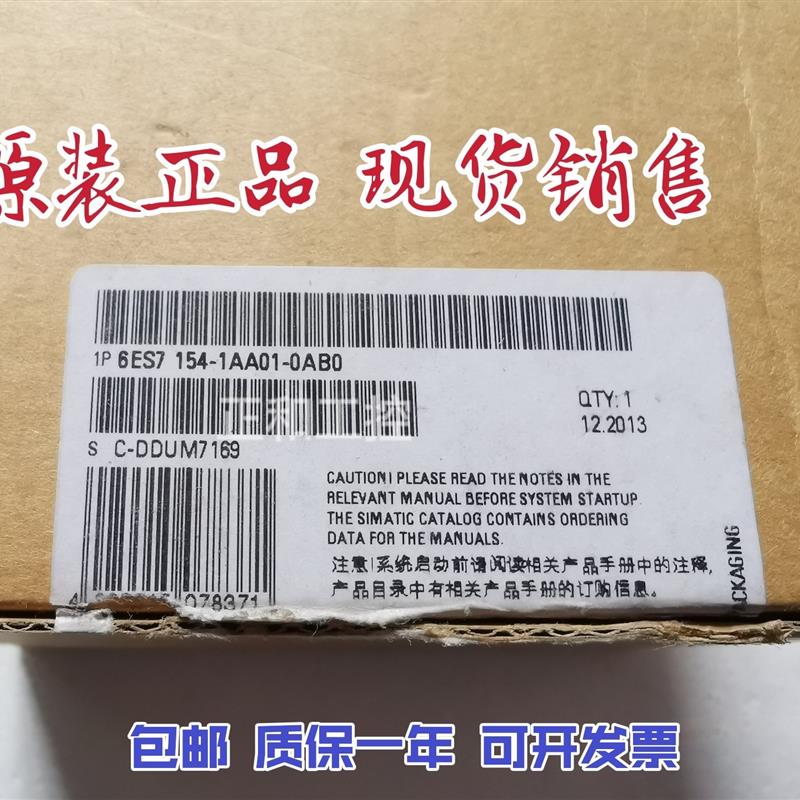 原装正品 现货销售
1P 6ES7 154-1AA01-0AB0
正和工控
QTY: 1
12.2013
S C-DDUM7169
CAUTION! PLEASE READ THE NOTES IN THE
RELEVANT MANUAL BEFORE SYSTEM STARTUP.
THE SIMATIC CATALOG CONTAINS ORDERING
DATA FOR THE MANUALS.
注意!系统启动前请阅读相关产品手册中的注释,
产品目录中有相关产品手册的订购信息。
078371
包邮 质保一年 可开发票